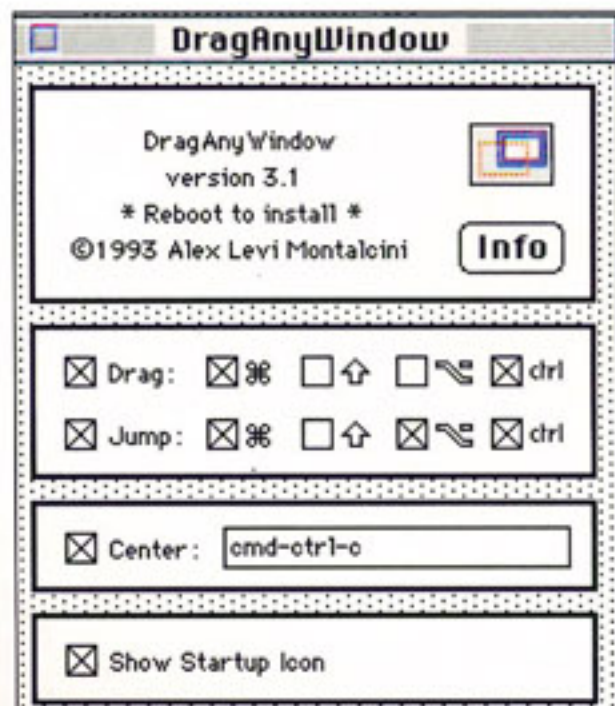 DragAnyWindow
DragAnyWindow
version 3.1
* Reboot to install *
©1993 Alex Levi Montalcini
Info
Drag: ⌘ ⇧ ⌥ ctrl
Jump: ⌘ ⇧ ⌥ ctrl
Center: cmd-ctrl-c
Show Startup Icon